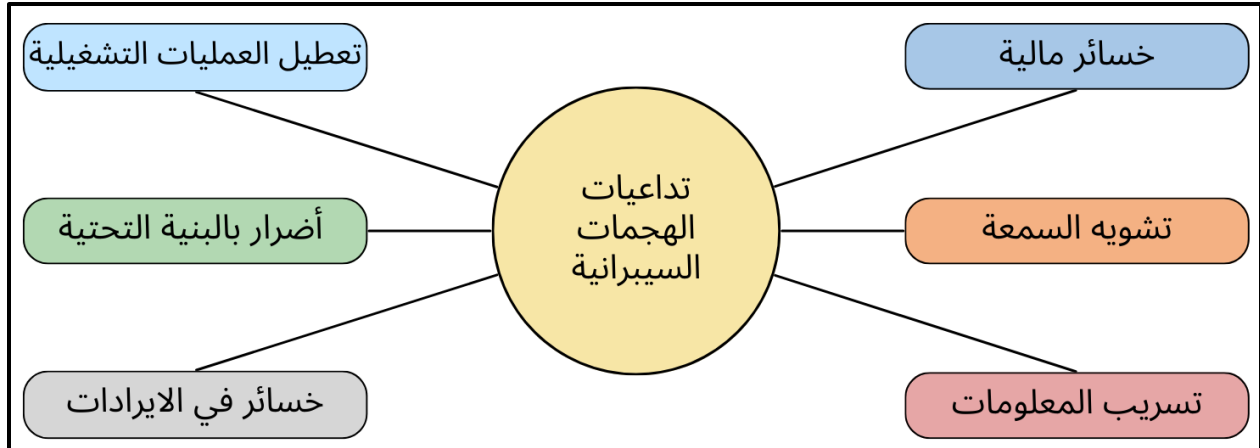 خسائر مالية
تعطيل العمليات التشغيلية
تداعيات
الهجمات
السيبرانية
تشويه السمعة
أضرار بالبنية التحتية
تسريب المعلومات
خسائر في الايرادات